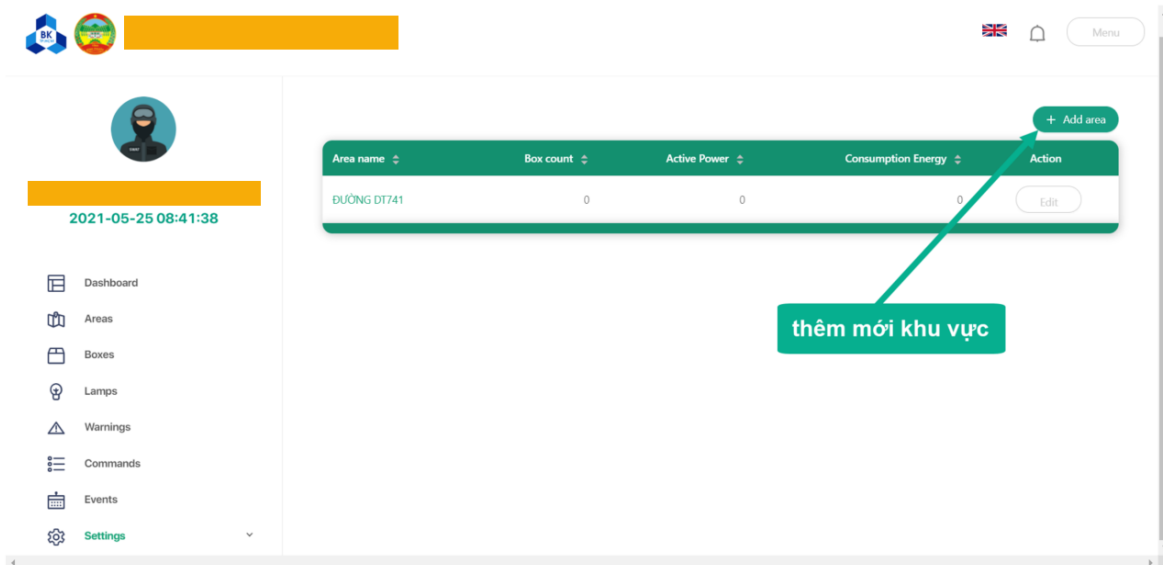 BK
Menu
+ Add area
Area name
Box count
Active Power
Consumption Energy
Action
ĐƯỜNG DT741
0
0
0
Edit
2021-05-25 08:41:38
Dashboard
Areas
Boxes
Lamps
Warnings
Commands
Events
Settings
thêm mới khu vực